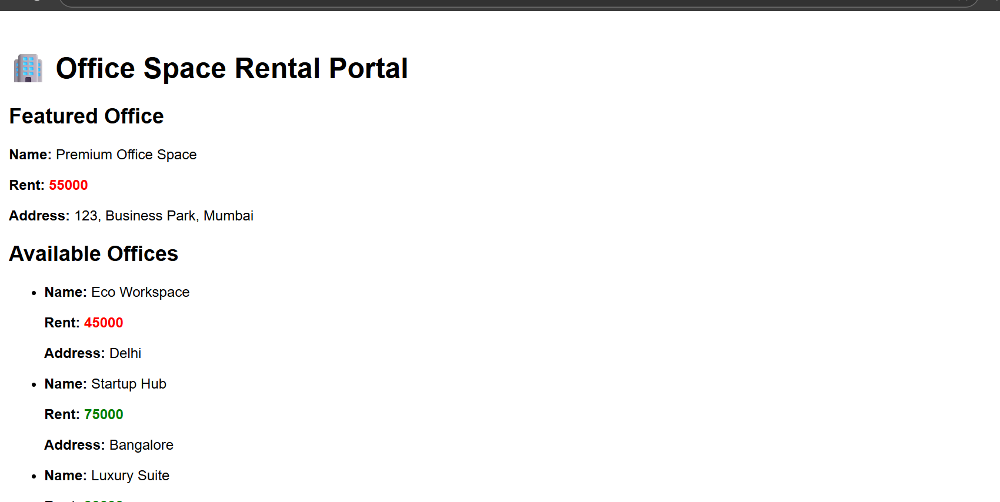 Office Space Rental Portal
Featured Office
Name: Premium Office Space
Rent: 55000
Address: 123, Business Park, Mumbai
Available Offices
Name: Eco Workspace
Rent: 45000
Address: Delhi
Name: Startup Hub
Rent: 75000
Address: Bangalore
Name: Luxury Suite